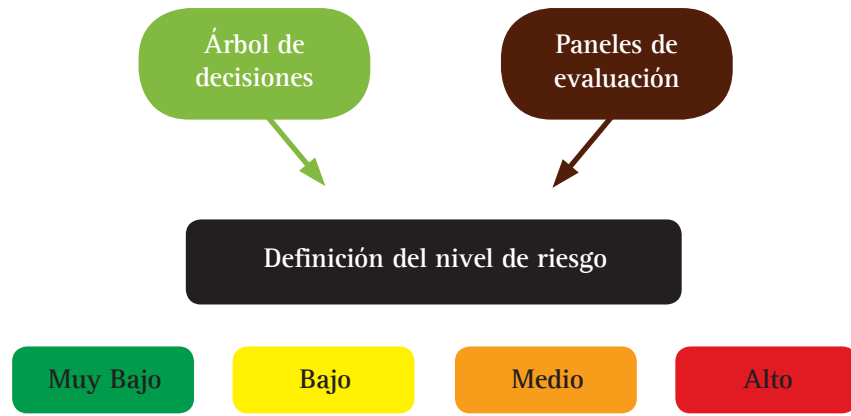 Árbol de
decisiones
Paneles de
evaluación
Definición del nivel de riesgo
Muy Bajo
Bajo
Medio
Alto